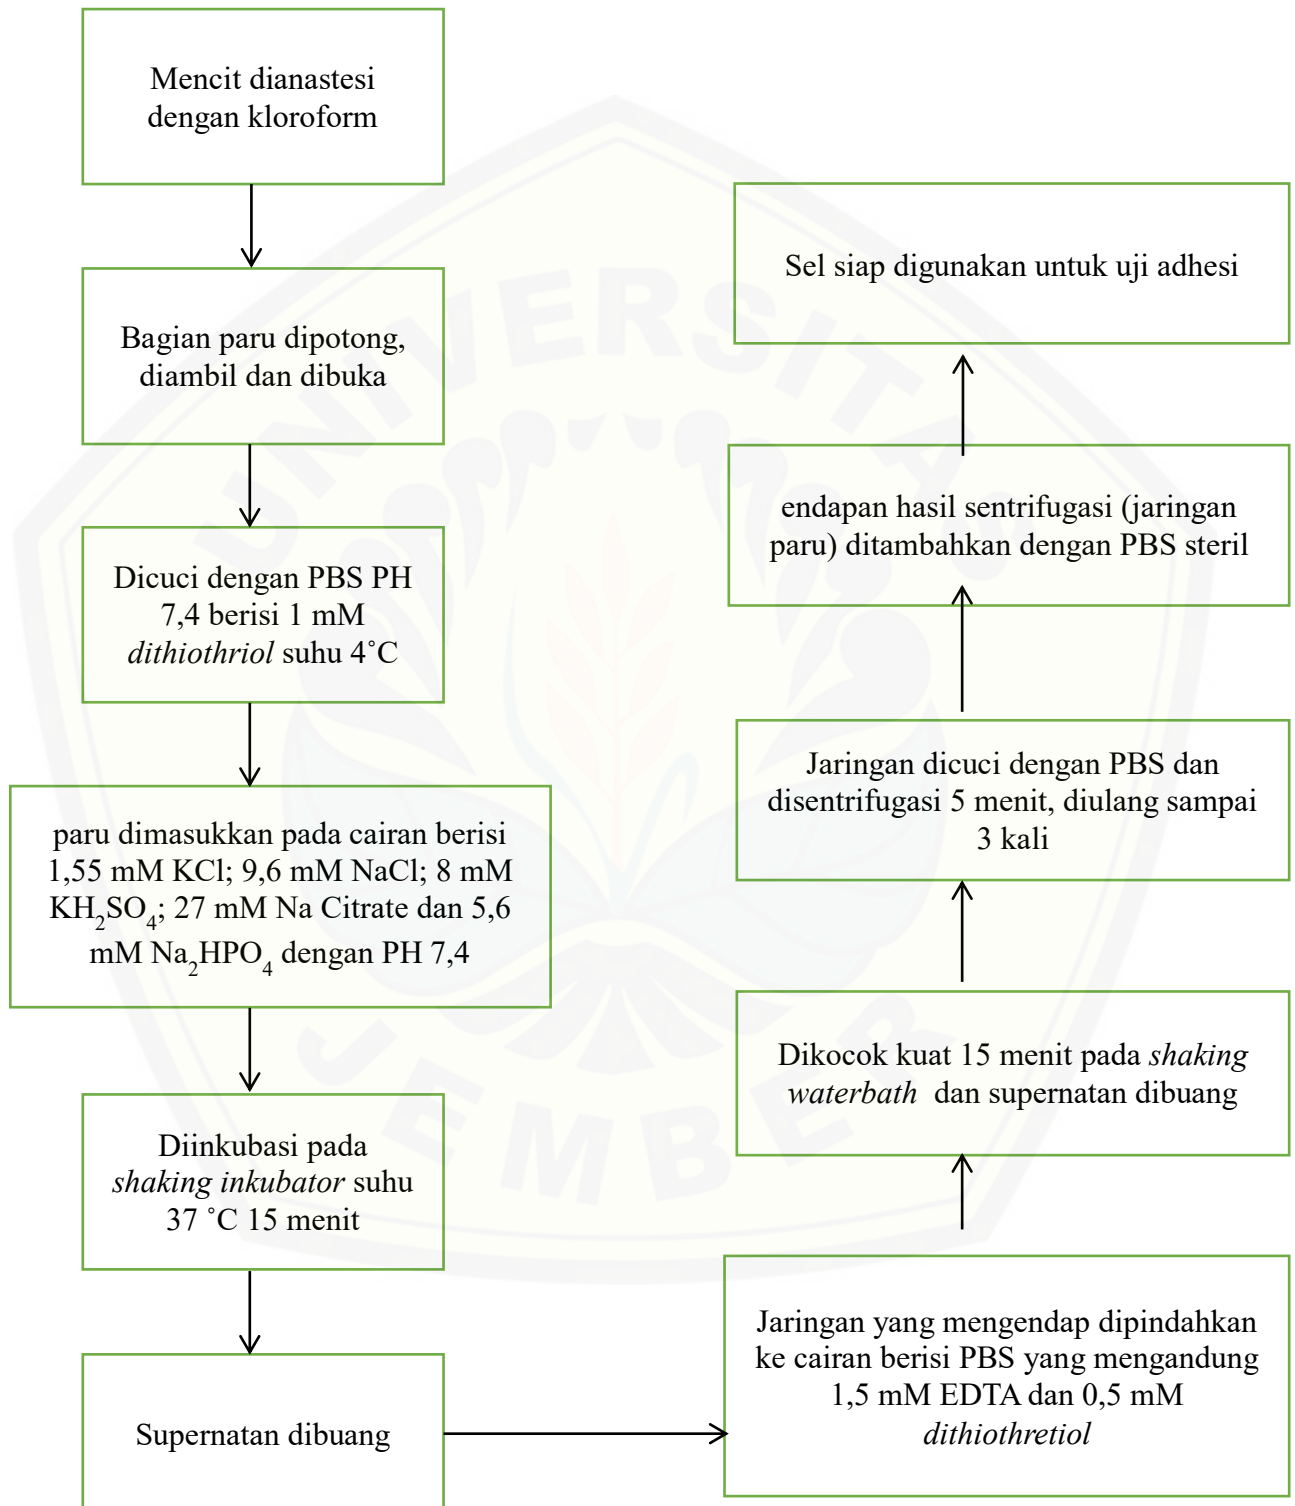 Mencit dianastesi
dengan kloroform
Bagian paru dipotong,
diambil dan dibuka
Dicuci dengan PBS PH
7,4 berisi 1 mM
dithiothriol suhu 4˚C
paru dimasukkan pada cairan berisi
1,55 mM KCl; 9,6 mM NaCl; 8 mM
KH₂SO₄; 27 mM Na Citrate dan 5,6
mM Na₂HPO₄ dengan PH 7,4
Diinkubasi pada
shaking inkubator suhu
37 ˚C 15 menit
Supernatan dibuang
Jaringan yang mengendap dipindahkan
ke cairan berisi PBS yang mengandung
1,5 mM EDTA dan 0,5 mM
dithiothretiol
Dikocok kuat 15 menit pada shaking
waterbath dan supernatan dibuang
Jaringan dicuci dengan PBS dan
disentrifugasi 5 menit, diulang sampai
3 kali
endapan hasil sentrifugasi (jaringan
paru) ditambahkan dengan PBS steril
Sel siap digunakan untuk uji adhesi
UNIVERSITAS
JEMBER